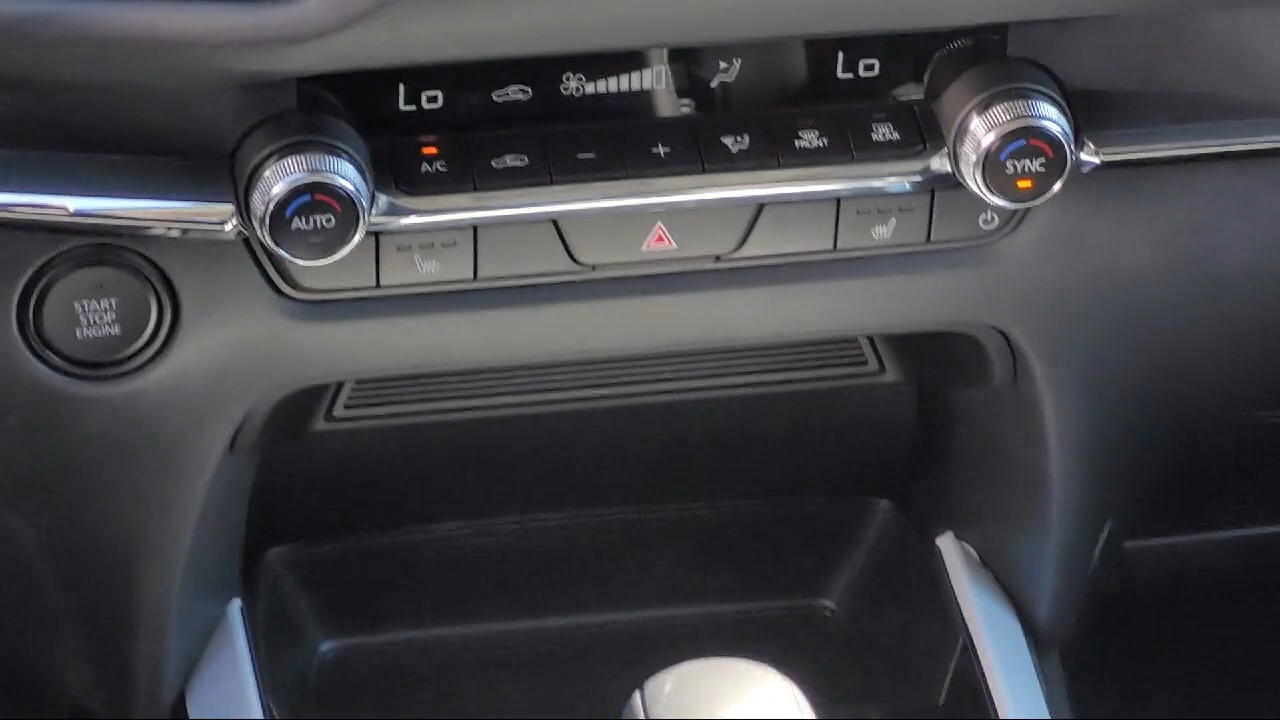 Lo
Lo
A/C
−
+
FRONT
REAR
AUTO
SYNC
START
STOP
ENGINE